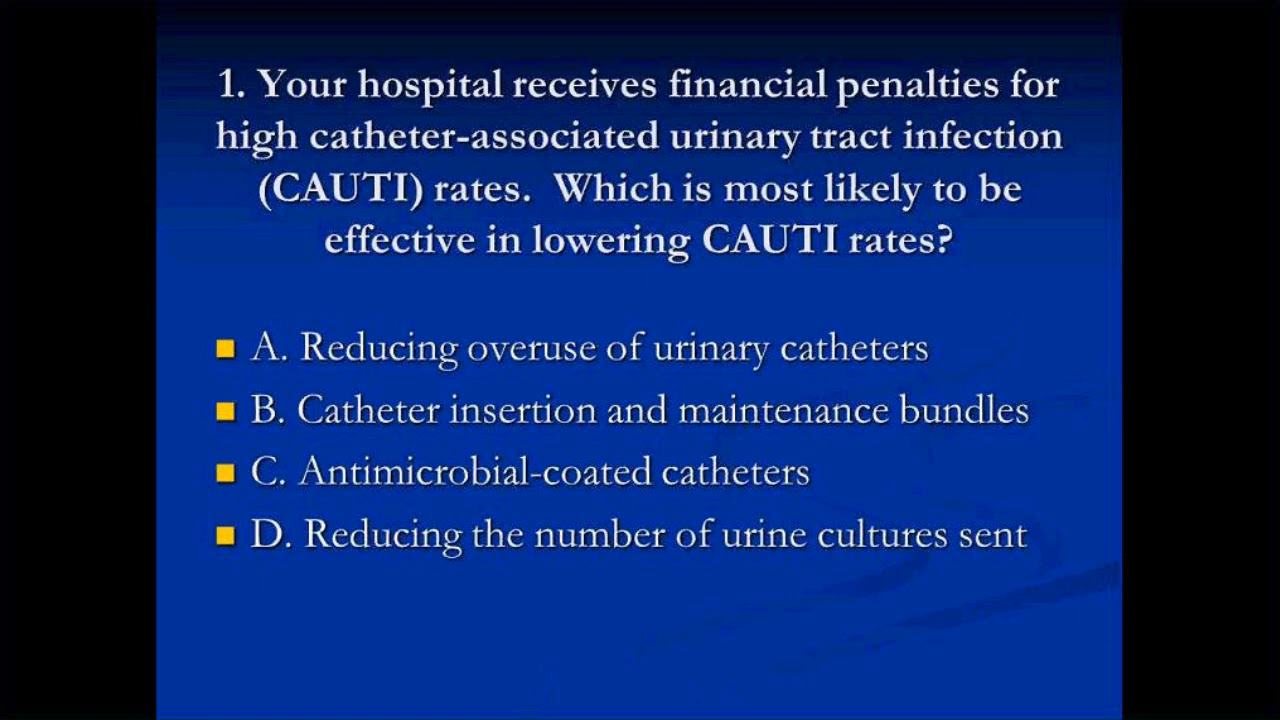 1. Your hospital receives financial penalties for
high catheter-associated urinary tract infection
(CAUTI) rates.  Which is most likely to be
effective in lowering CAUTI rates?
A. Reducing overuse of urinary catheters
B. Catheter insertion and maintenance bundles
C. Antimicrobial-coated catheters
D. Reducing the number of urine cultures sent